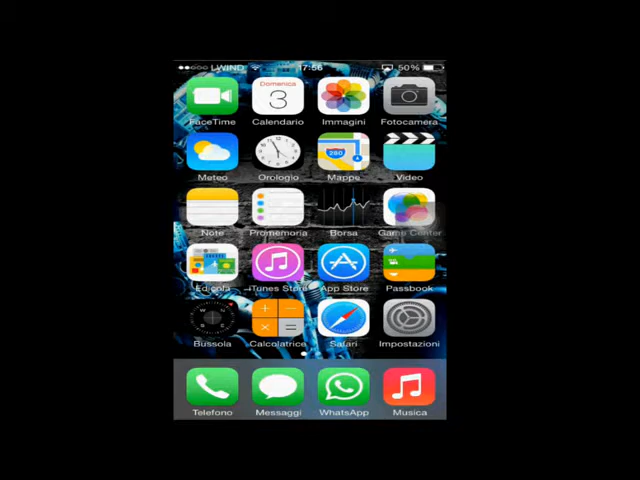 LWIND 17:56 50%
Domenica
3
FaceTime Calendario Immagini Fotocamera
280
Meteo Orologio Mappe Video
Note Promemoria Borsa Game Center
Edicola iTunes Store App Store Passbook
Bussola Calcolatrice Safari Impostazioni
Telefono Messaggi WhatsApp Musica